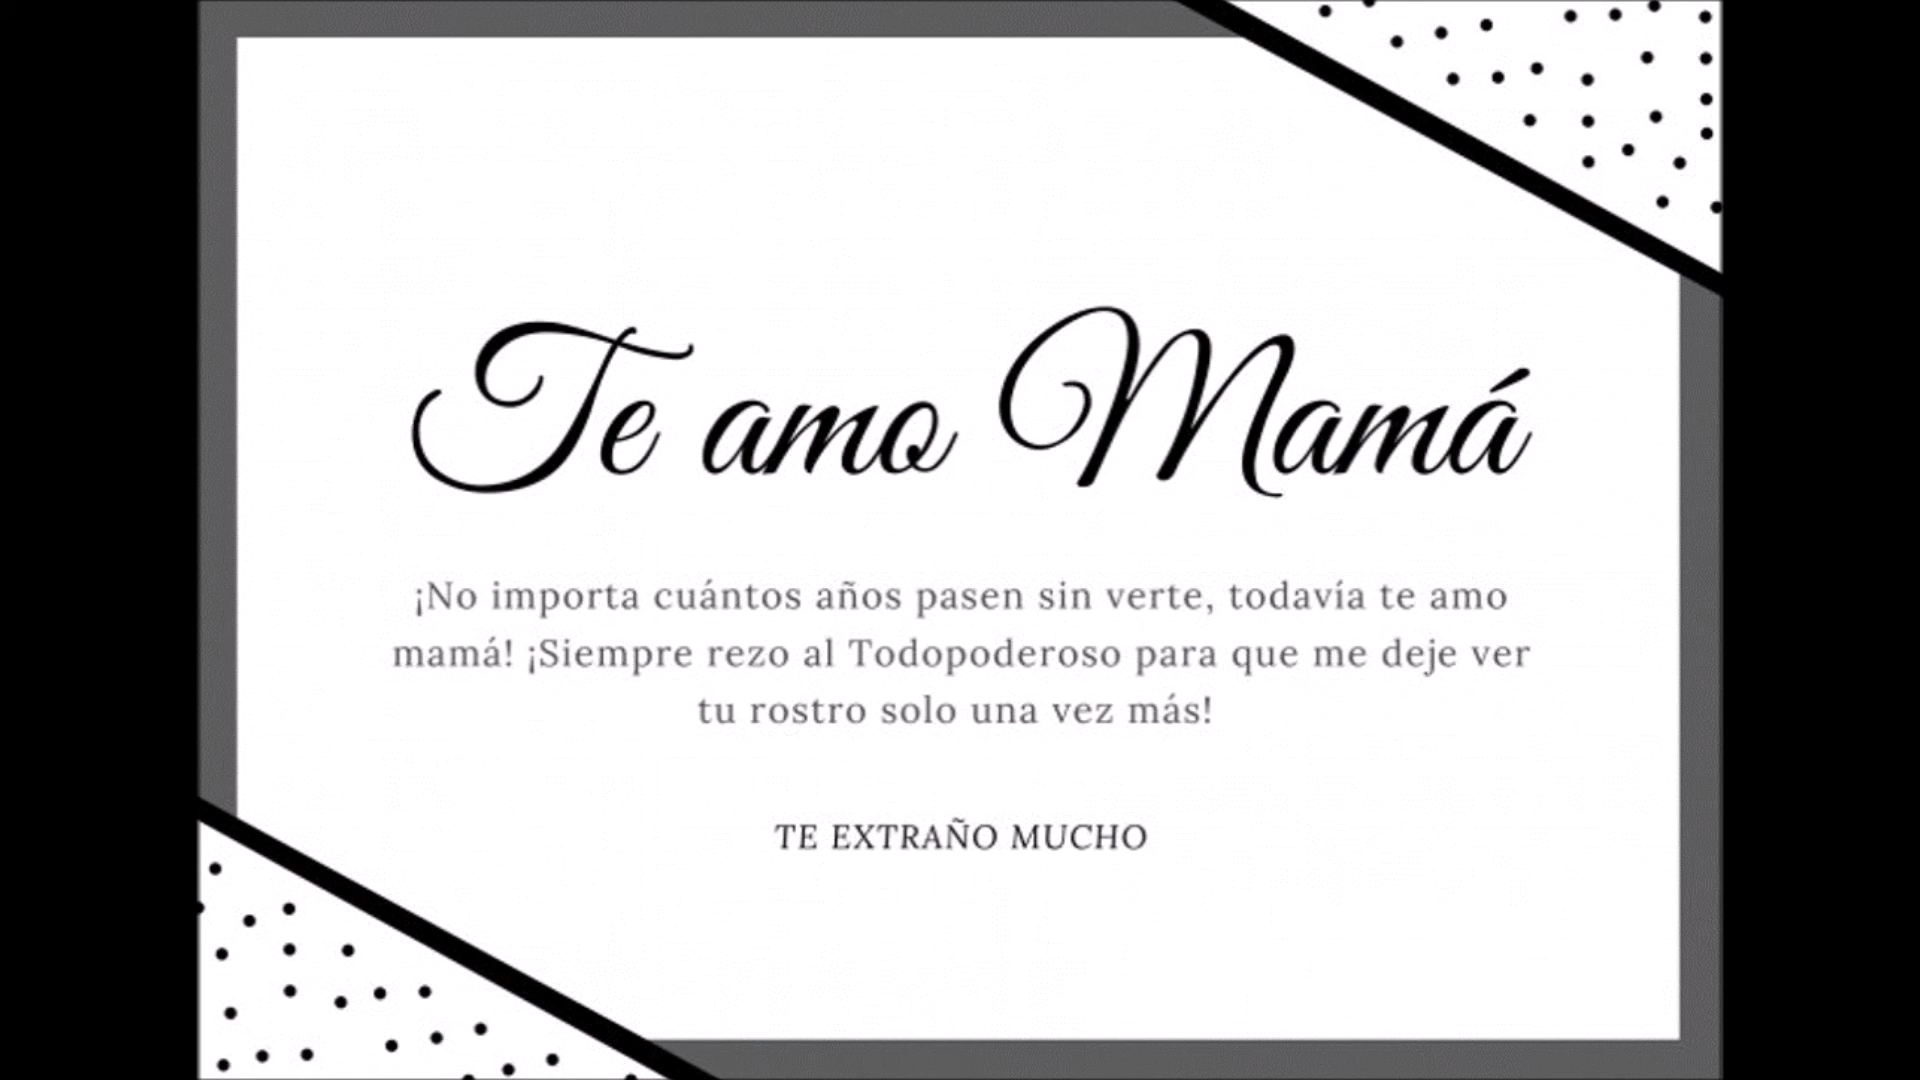 Te amo Mamá
¡No importa cuántos años pasen sin verte, todavía te amo
mamá! ¡Siempre rezo al Todopoderoso para que me deje ver
tu rostro solo una vez más!
TE EXTRAÑO MUCHO